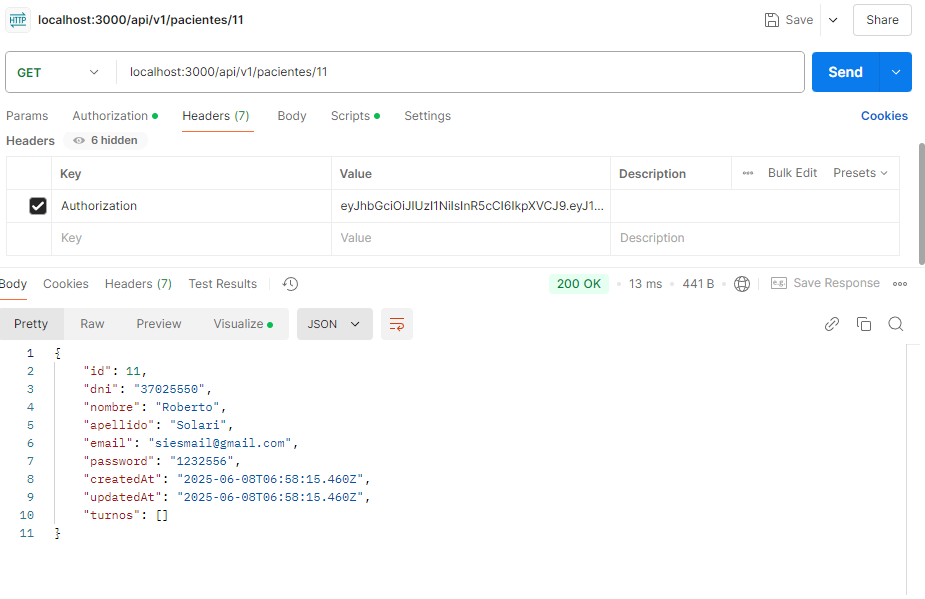 HTTP localhost:3000/api/v1/pacientes/11 Save Share
GET localhost:3000/api/v1/pacientes/11 Send
Params Authorization Headers (7) Body Scripts Settings Cookies
Headers 6 hidden
Key Value Description Bulk Edit Presets
Authorization eyJhbGciOiJIUzI1NiIsInR5cCI6IkpXVCJ9.eyJ1...
Key Value Description
Body Cookies Headers (7) Test Results 200 OK 13 ms 441 B e.g. Save Response
Pretty Raw Preview Visualize JSON
1 {
2 "id": 11,
3 "dni": "37025550",
4 "nombre": "Roberto",
5 "apellido": "Solari",
6 "email": "siesmail@gmail.com",
7 "password": "1232556",
8 "createdAt": "2025-06-08T06:58:15.460Z",
9 "updatedAt": "2025-06-08T06:58:15.460Z",
10 "turnos": []
11 }